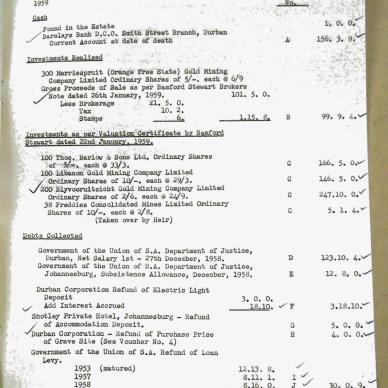 1959 No.
Cash
Found in the Estate 1. 0. 0.
Barclays Bank D.C.O. Smith Street Branch, Durban
Current Account at date of death A 156. 3. 9.
Investments Realized
300 Merriespruit (Orange Free State) Gold Mining
Company Limited Ordinary Shares of 5/-. each @ 6/9
Gross Proceeds of Sale as per Bamford Stewart Brokers
Note dated 26th January, 1959. 101. 5. 0.
Less Brokerage £1. 5. 0.
Tax 10. 2.
Stamps 6. 1.15. 8. B 99. 9. 4.
Investments as per Valuation Certificate by Bamford
Stewart dated 22nd January, 1959.
100 Thos. Barlow & Sons Ltd, Ordinary Shares
of 5/-. each @ 33/3. C 166. 5. 0.
100 Libanon Gold Mining Company Limited
Ordinary Shares of 10/-. each @ 29/3. C 146. 5. 0.
200 Blyvooruitzicht Gold Mining Company Limited
Ordinary Shares of 2/6. each @ 24/9. C 247.10. 0.
38 Freddies Consolidated Mines Limited Ordinary
Shares of 10/-. each @ 2/8. C 5. 1. 4.
(Taken over by Heir)
Debts Collected
Government of the Union of S.A. Department of Justice,
Durban, Net Salary 1st - 27th December, 1958. D 123.10. 4.
Government of the Union of S.A. Department of Justice,
Johannesburg, Subsistence Allowance, December, 1958. E 12. 8. 0.
Durban Corporation Refund of Electric Light
Deposit 3. 0. 0.
Add Interest Accrued 18.10. F 3.18.10.
Shotley Private Hotel, Johannesburg - Refund
of Accommodation Deposit. G 5. 0. 0.
Durban Corporation - Refund of Purchase Price
of Grave Site (See Voucher No. 4) H 4. 0. 0.
Government of the Union of S.A. Refund of Loan
Levy.
1953 (matured) 12.13. 8.
1957 8.11. 1. I
1958 8.16. 0. J 30. 0. 9.